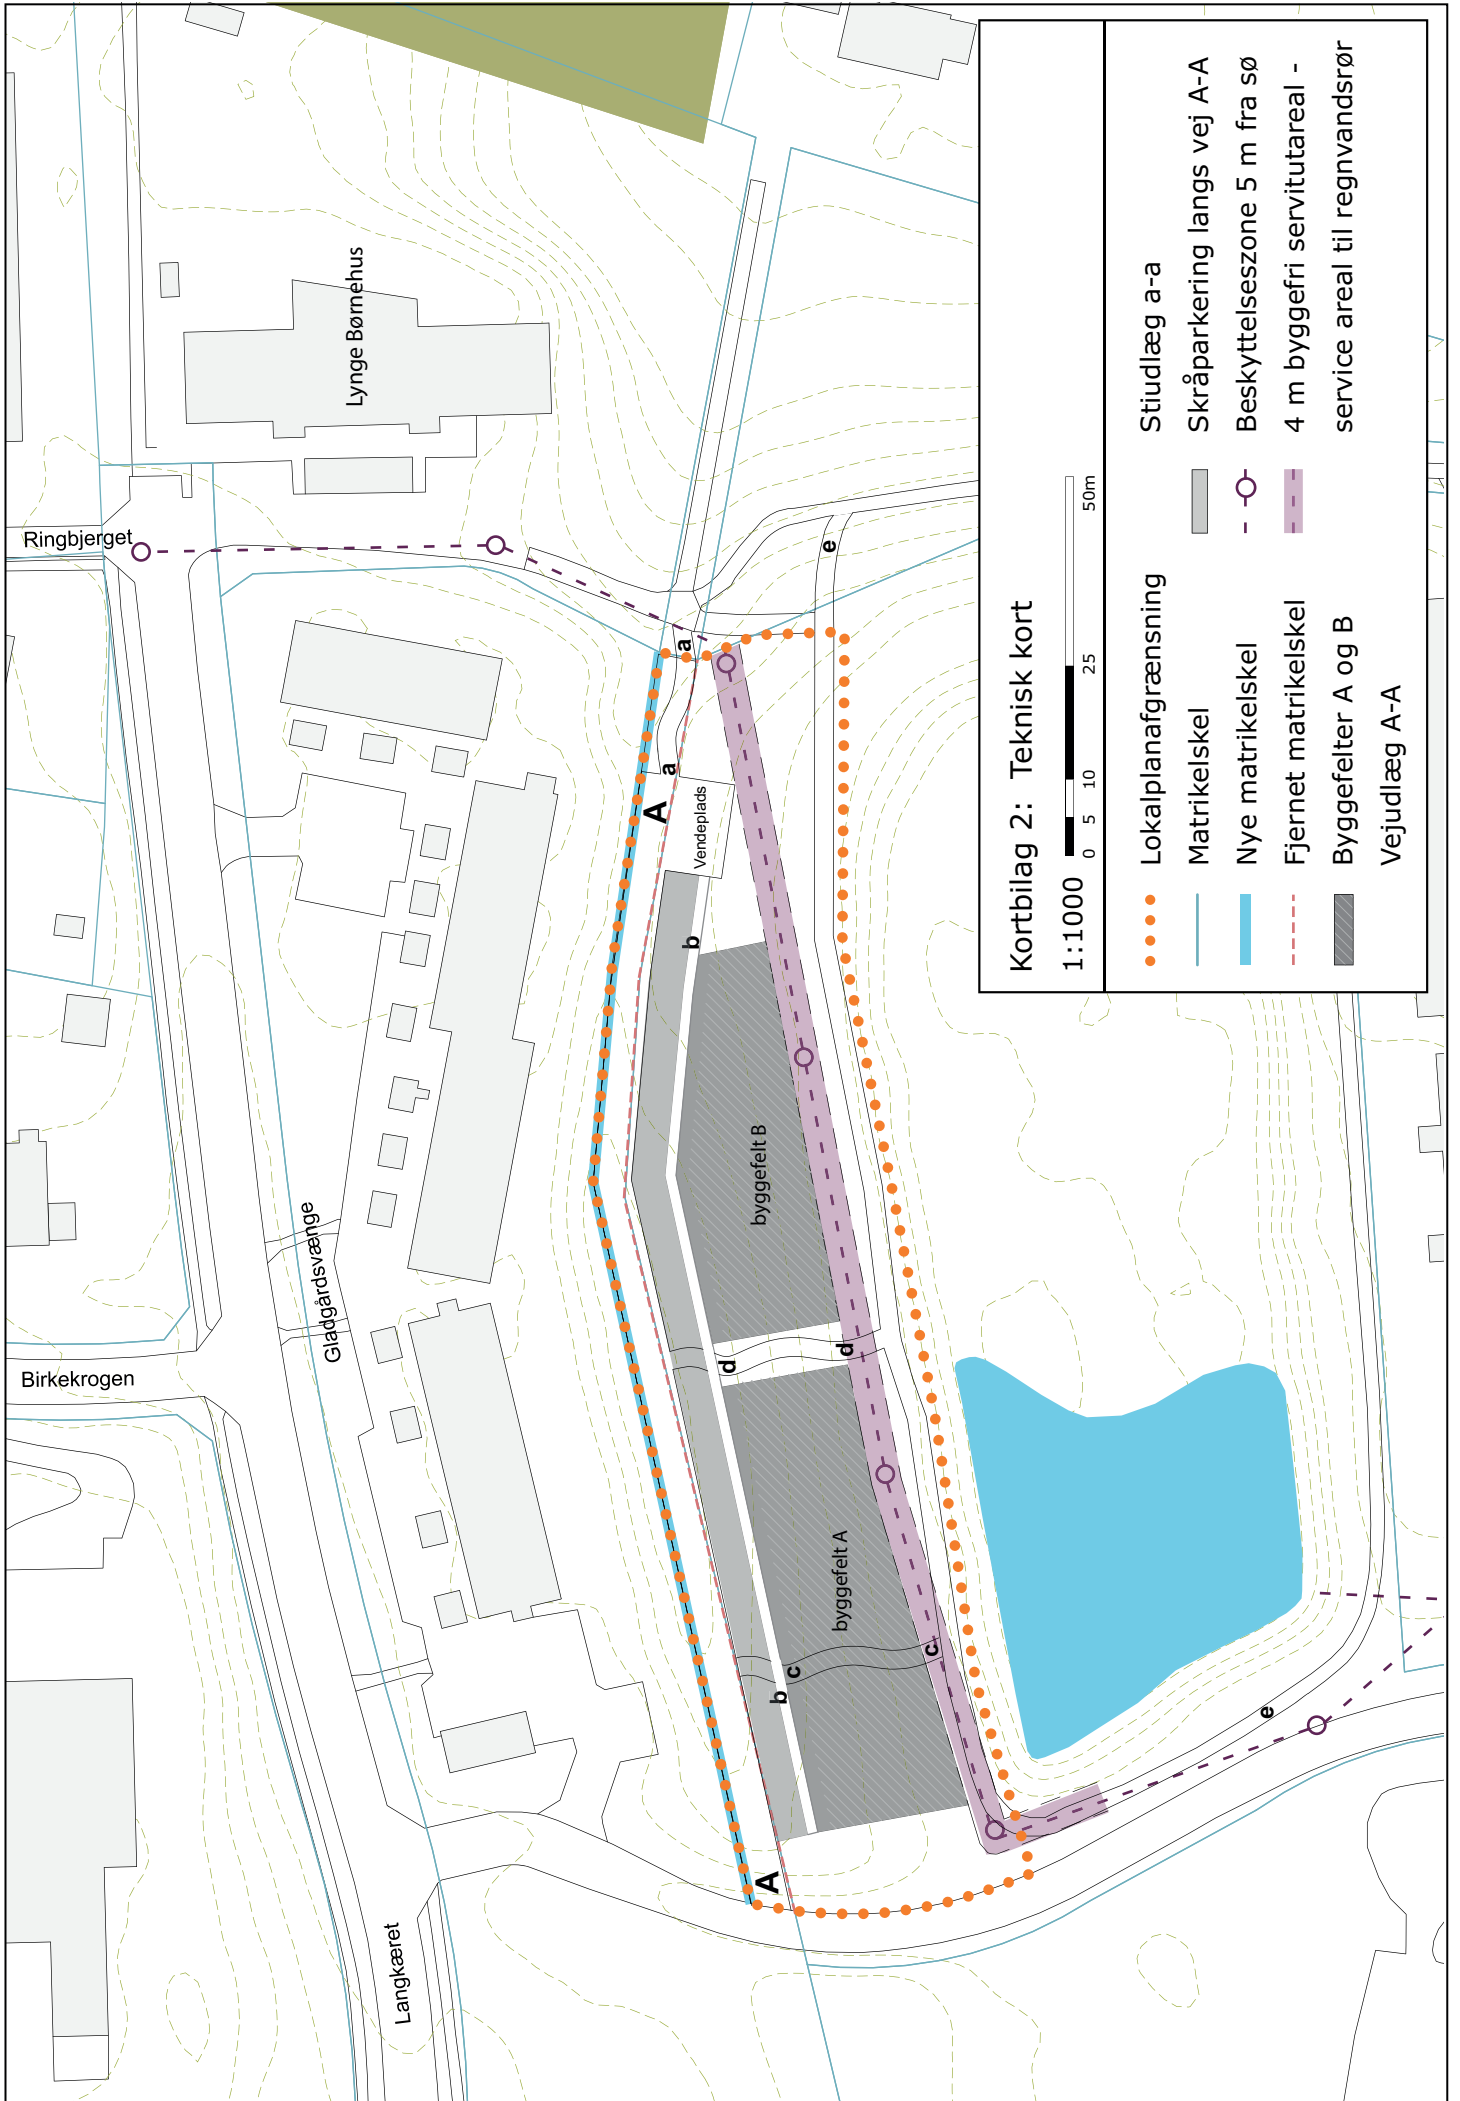 Ringbjerget
Lynge Børnehus
Birkekrogen
Gladgårdsvænge
Langkæret
a
a
e
A
Vendeplads
b
byggefelt B
d
d
byggefelt A
c
c
b
A
e
Kortbilag 2: Teknisk kort
1:1000
0 5 10 25 50m
Lokalplanafgrænsning
Matrikelskel
Nye matrikelskel
Fjernet matrikelskel
Byggefelter A og B
Vejudlæg A-A
Stiudlæg a-a
Skråparkering langs vej A-A
Beskyttelseszone 5 m fra sø
4 m byggefri servitutareal -
service areal til regnvandsrør